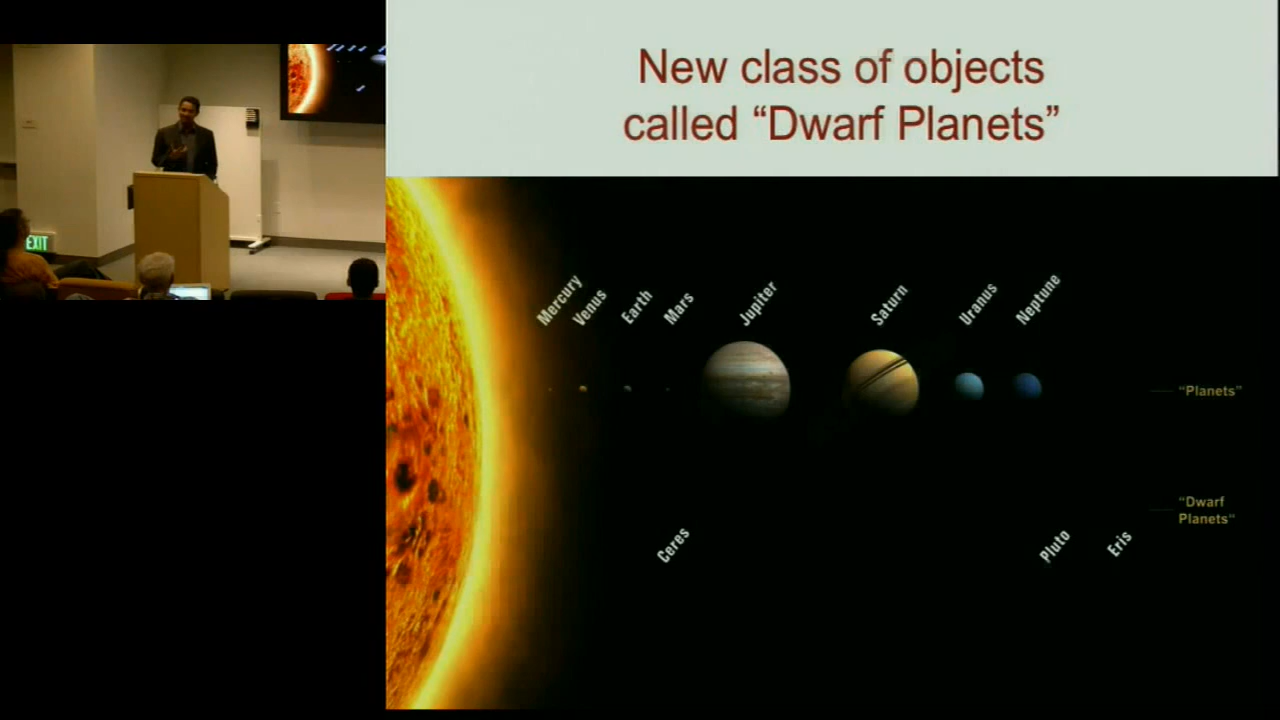 New class of objects
called “Dwarf Planets”
EXIT
Mercury
Venus
Earth
Mars
Jupiter
Saturn
Uranus
Neptune
“Planets”
“Dwarf
Planets“
Ceres
Pluto
Eris